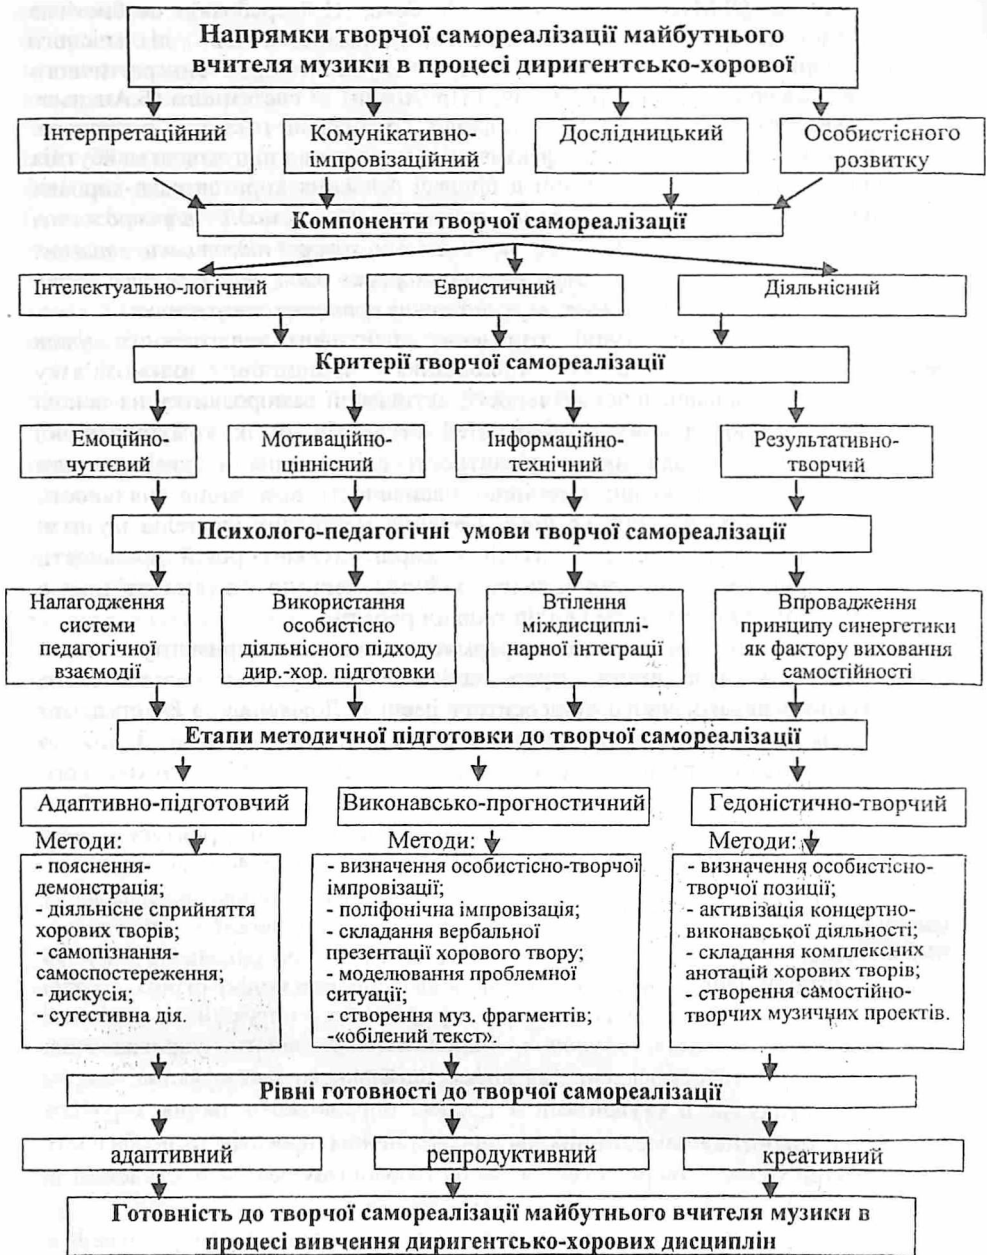 Напрямки творчої самореалізації майбутнього
вчителя музики в процесі диригентсько-хорової
Інтерпретаційний
Комунікативно-
імпровізаційний
Дослідницький
Особистісного
розвитку
Компоненти творчої самореалізації
Інтелектуально-логічний
Евристичний
Діяльнісний
Критерії творчої самореалізації
Емоційно-
чуттєвий
Мотиваційно-
ціннісний
Інформаційно-
технічний
Результативно-
творчий
Психолого-педагогічні умови творчої самореалізації
Налагодження
системи
педагогічної
взаємодії
Використання
особистісно-
діяльнісного підходу
дир.-хор. підготовки
Втілення
міждисциплі-
нарної інтеграції
Впровадження
принципу синергетики
як фактору виховання
самостійності
Етапи методичної підготовки до творчої самореалізації
Адаптивно-підготовчий
Виконавсько-прогностичний
Гедоністично-творчий
Методи:
- пояснення-
демонстрація;
- діяльнісне сприйняття
хорових творів;
- самопізнання-
самоспостереження;
- дискусія;
- сугестивна дія.
Методи:
- визначення особистісно-творчої
імпровізації;
- поліфонічна імпровізація;
- складання вербальної
презентації хорового твору;
- моделювання проблемної
ситуації;
- створення муз. фрагментів;
- «обілений текст».
Методи:
- визначення особистісно-
творчої позиції;
- активізація концертно-
виконавської діяльності;
- складання комплексних
анотацій хорових творів;
- створення самостійно-
творчих музичних проектів.
Рівні готовності до творчої самореалізації
адаптивний
репродуктивний
креативний
Готовність до творчої самореалізації майбутнього вчителя музики в
процесі вивчення диригентсько-хорових дисциплін